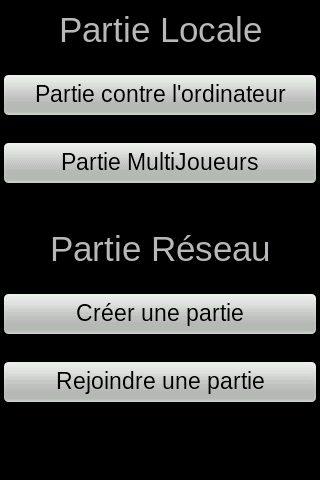 Partie Locale
Partie contre l'ordinateur
Partie MultiJoueurs
Partie Réseau
Créer une partie
Rejoindre une partie